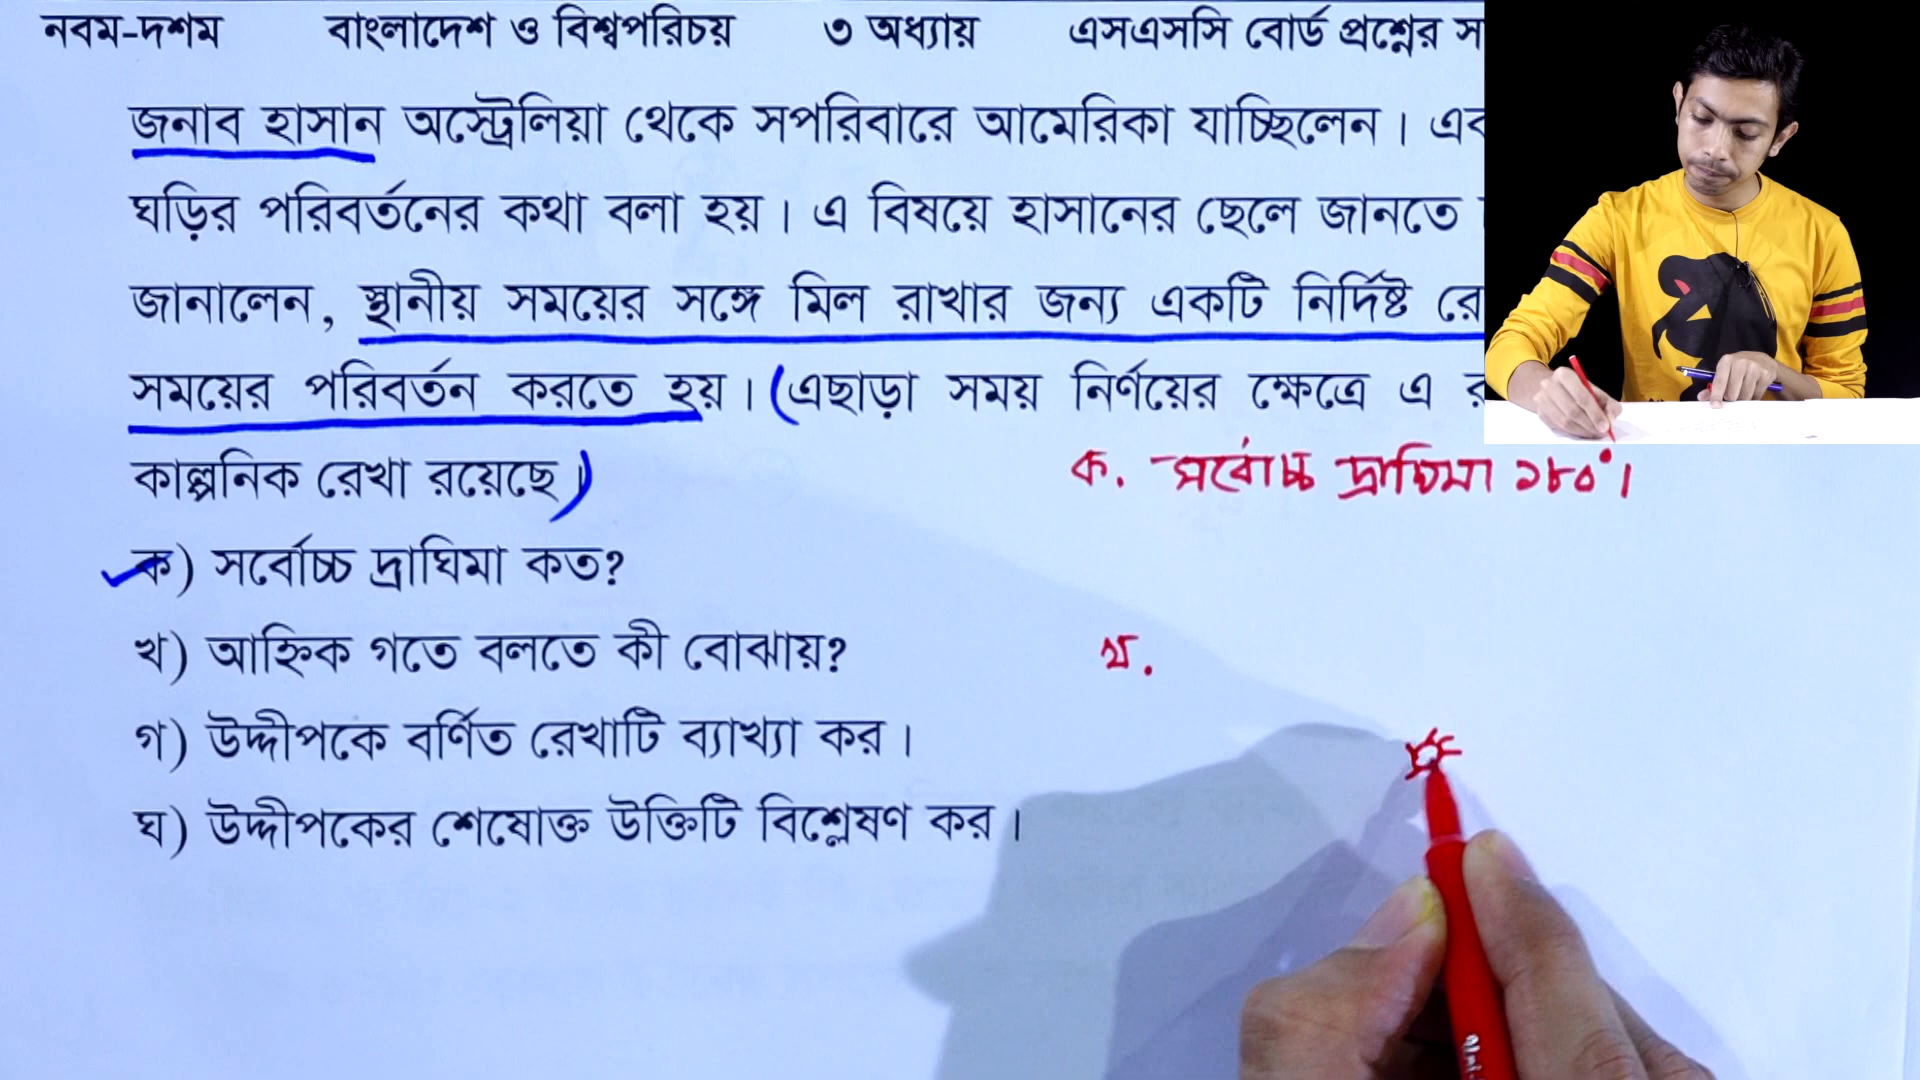 নবম-দশম বাংলাদেশ ও বিশ্বপরিচয় ৩ অধ্যায় এসএসসি বোর্ড প্রশ্নের স
জনাব হাসান অস্ট্রেলিয়া থেকে সপরিবারে আমেরিকা যাচ্ছিলেন। এক
ঘড়ির পরিবর্তনের কথা বলা হয়। এ বিষয়ে হাসানের ছেলে জানতে
জানালেন, স্থানীয় সময়ের সঙ্গে মিল রাখার জন্য একটি নির্দিষ্ট রে
সময়ের পরিবর্তন করতে হয়। (এছাড়া সময় নির্ণয়ের ক্ষেত্রে এ র
কাল্পনিক রেখা রয়েছে।)
ক. সর্বোচ্চ দ্রাঘিমা ১৮০°।
ক) সর্বোচ্চ দ্রাঘিমা কত?
খ) আহ্নিক গতে বলতে কী বোঝায়?
খ.
গ) উদ্দীপকে বর্ণিত রেখাটি ব্যাখ্যা কর।
ঘ) উদ্দীপকের শেষোক্ত উক্তিটি বিশ্লেষণ কর।